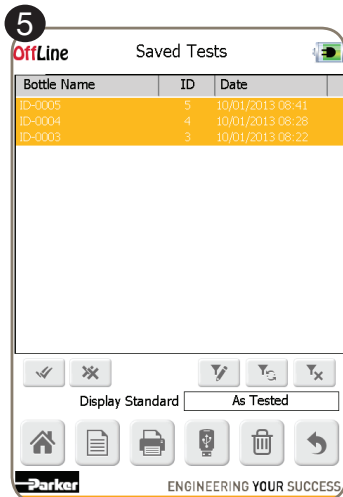 5
OffLine Saved Tests
Bottle Name ID Date
ID-0005 5 10/01/2013 08:41
ID-0004 4 10/01/2013 08:28
ID-0003 3 10/01/2013 08:22
Display Standard As Tested
Parker ENGINEERING YOUR SUCCESS